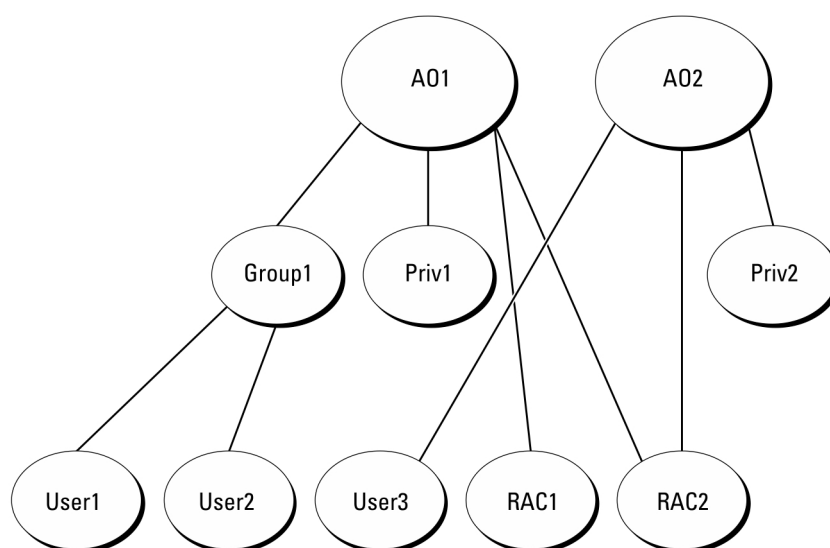 AO1
AO2
Group1
Priv1
Priv2
User1
User2
User3
RAC1
RAC2